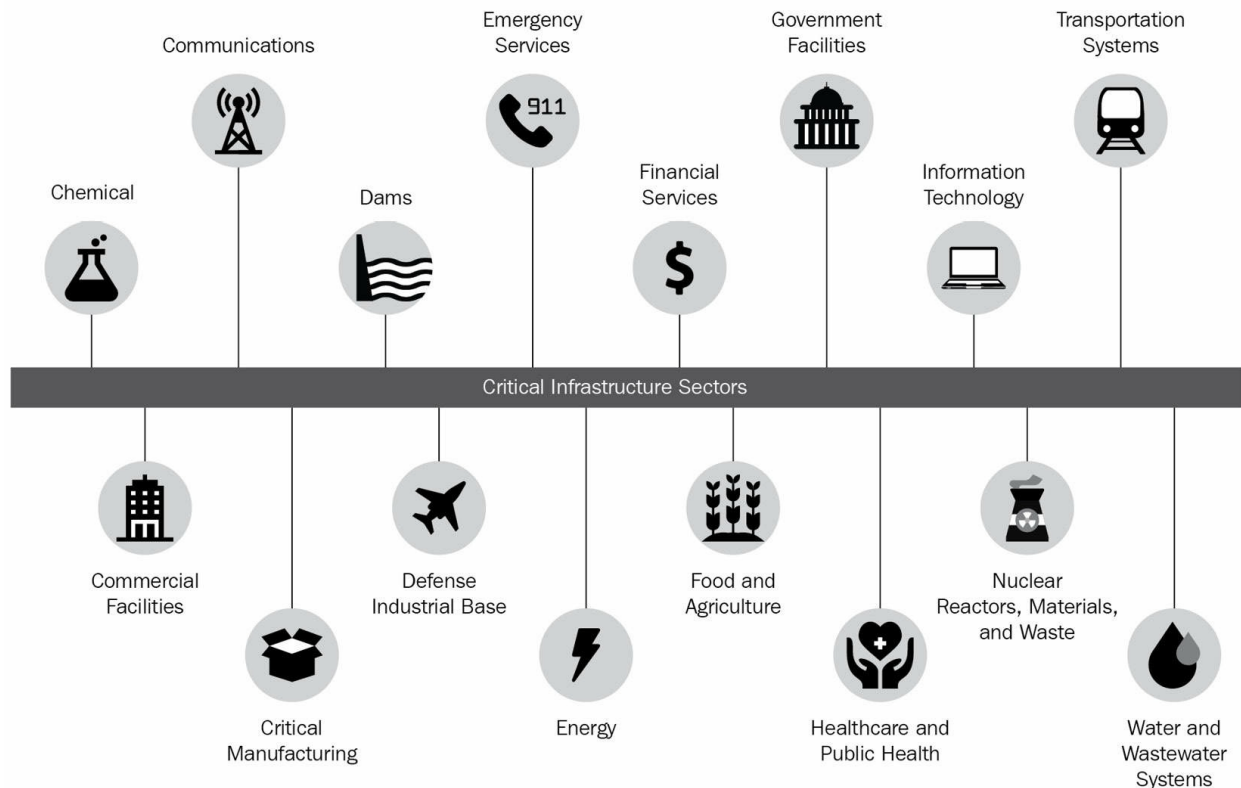 Emergency
Services
Government
Facilities
Transportation
Systems
Communications
911
Financial
Services
Information
Technology
Chemical
Dams
$
Critical Infrastructure Sectors
Commercial
Facilities
Defense
Industrial Base
Food and
Agriculture
Nuclear
Reactors, Materials,
and Waste
Critical
Manufacturing
Energy
Healthcare and
Public Health
Water and
Wastewater
Systems